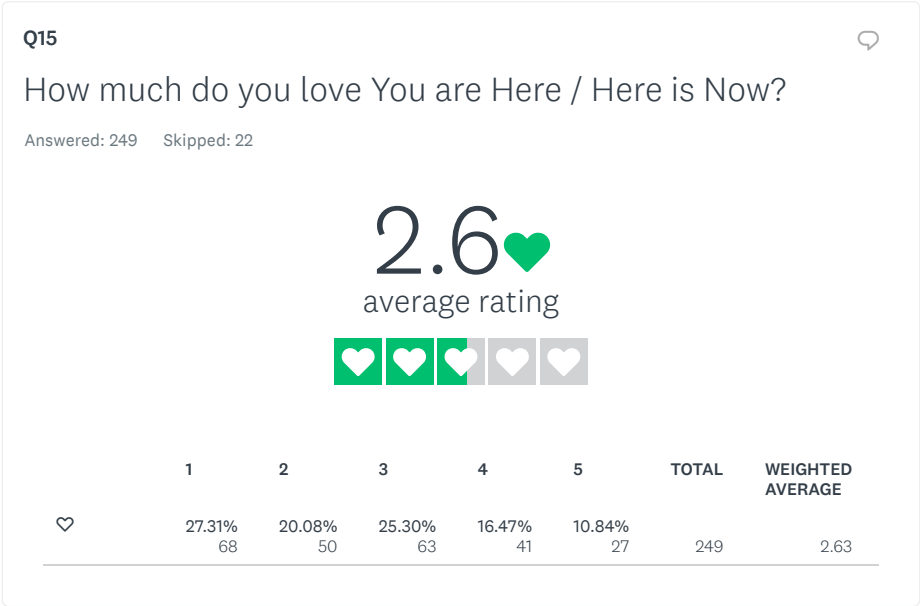 Q15
How much do you love You are Here / Here is Now?
Answered: 249 Skipped: 22
2.6
average rating
1 2 3 4 5 TOTAL WEIGHTED
AVERAGE
27.31% 20.08% 25.30% 16.47% 10.84%
68 50 63 41 27 249 2.63